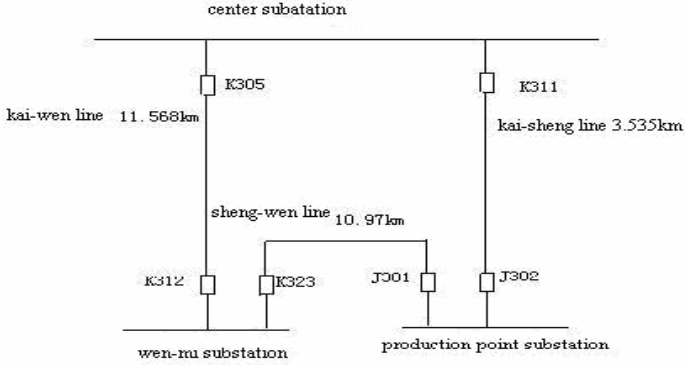 center subatation
K305
K311
kai-wen line 11.568km
kai-sheng line 3.535km
sheng-wen line 10.97km
K312
K323
J301
J302
wen-mi substation
production point substation